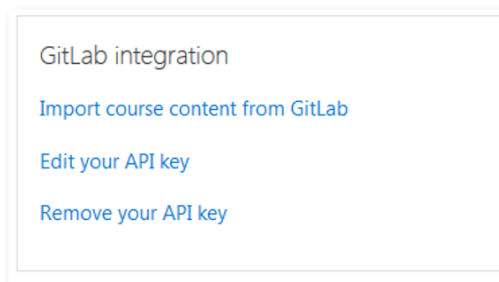 GitLab integration
Import course content from GitLab
Edit your API key
Remove your API key